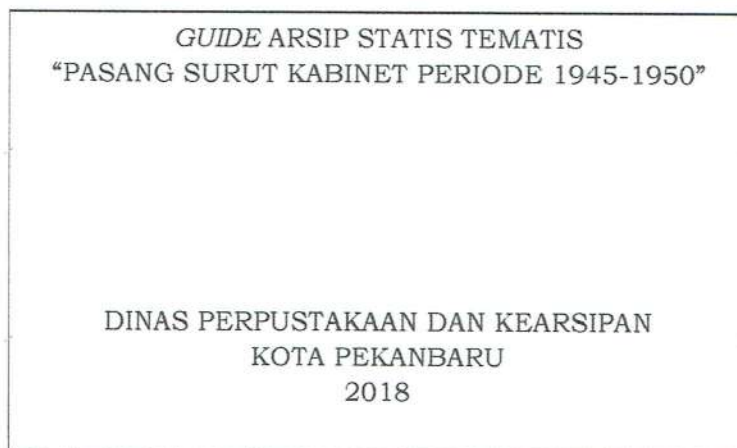 GUIDE ARSIP STATIS TEMATIS
“PASANG SURUT KABINET PERIODE 1945-1950”
DINAS PERPUSTAKAAN DAN KEARSIPAN
KOTA PEKANBARU
2018